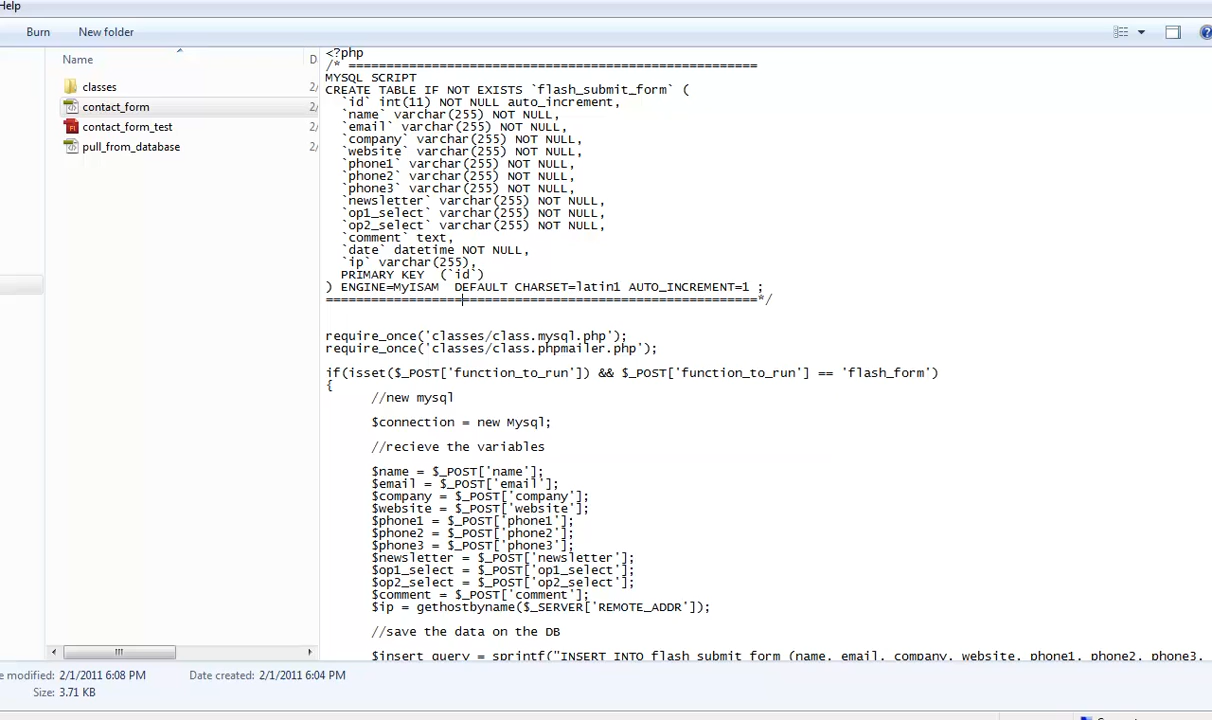 Help
Burn
New folder
Name
D
classes
2/
contact_form
2/
contact_form_test
2/
pull_from_database
2/
<?php
/* =========================================================
MYSQL SCRIPT
CREATE TABLE IF NOT EXISTS `flash_submit_form` (
`id` int(11) NOT NULL auto_increment,
`name` varchar(255) NOT NULL,
`email` varchar(255) NOT NULL,
`company` varchar(255) NOT NULL,
`website` varchar(255) NOT NULL,
`phone1` varchar(255) NOT NULL,
`phone2` varchar(255) NOT NULL,
`phone3` varchar(255) NOT NULL,
`newsletter` varchar(255) NOT NULL,
`op1_select` varchar(255) NOT NULL,
`op2_select` varchar(255) NOT NULL,
`comment` text,
`date` datetime NOT NULL,
`ip` varchar(255),
PRIMARY KEY  (`id`)
) ENGINE=MyISAM  DEFAULT CHARSET=latin1 AUTO_INCREMENT=1 ;
=========================================================*/
require_once('classes/class.mysql.php');
require_once('classes/class.phpmailer.php');
if(isset($_POST['function_to_run']) && $_POST['function_to_run'] == 'flash_form')
{
//new mysql
$connection = new Mysql;
//recieve the variables
$name = $_POST['name'];
$email = $_POST['email'];
$company = $_POST['company'];
$website = $_POST['website'];
$phone1 = $_POST['phone1'];
$phone2 = $_POST['phone2'];
$phone3 = $_POST['phone3'];
$newsletter = $_POST['newsletter'];
$op1_select = $_POST['op1_select'];
$op2_select = $_POST['op2_select'];
$comment = $_POST['comment'];
$ip = gethostbyname($_SERVER['REMOTE_ADDR']);
//save the data on the DB
$insert_query = sprintf("INSERT INTO flash_submit_form (name, email, company, website, phone1, phone2, phone3,
e modified: 2/1/2011 6:08 PM
Date created: 2/1/2011 6:04 PM
Size: 3.71 KB